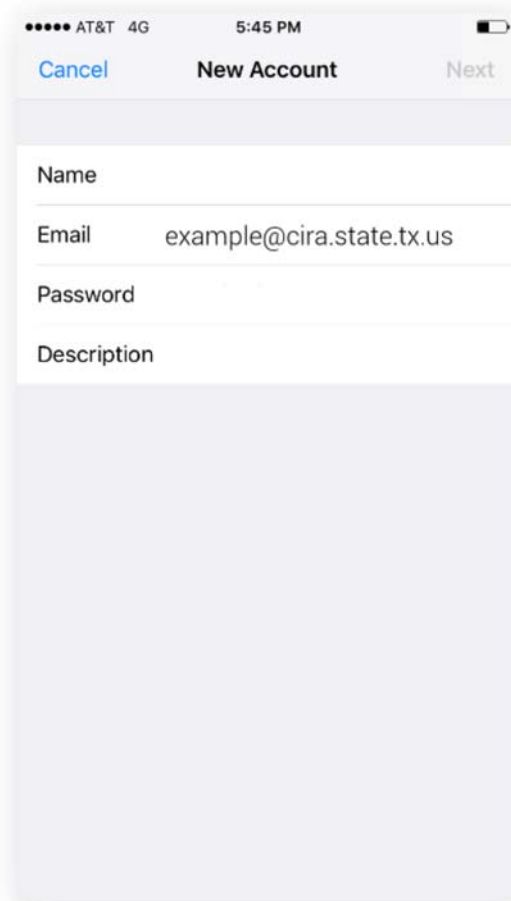 AT&T 4G 5:45 PM
Cancel New Account Next
Name
Email example@cira.state.tx.us
Password
Description